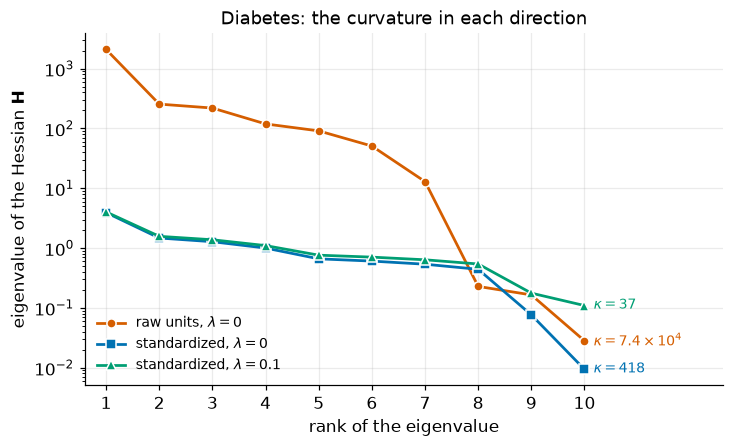 Diabetes: the curvature in each direction
eigenvalue of the Hessian H
10³
10²
10¹
10⁰
10⁻¹
10⁻²
κ = 37
κ = 7.4 × 10⁴
κ = 418
raw units, λ = 0
standardized, λ = 0
standardized, λ = 0.1
1 2 3 4 5 6 7 8 9 10
rank of the eigenvalue